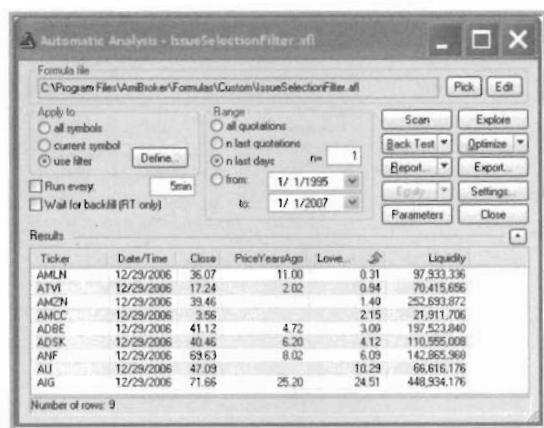 Automatic Analysis - IssueSelectionFilter.afl
Formula file
C:\Program Files\AmiBroker\Formulas\Custom\IssueSelectionFilter.afl Pick Edit
Apply to
all symbols
current symbol
use filter Define...
Run every: 5min
Wait for backfill (RT only)
Range
all quotations
n last quotations
n last days n= 1
from: 1/ 1/1995
to: 1/ 1/2007
Scan Explore
Back Test Optimize
Report... Export...
Equity Settings...
Parameters Close
Results
Ticker Date/Time Close PriceYearsAgo Lowe... Liquidity
AMLN 12/29/2006 36.07 11.00 0.31 97,933,336
ATVI 12/29/2006 17.24 2.02 0.94 70,415,656
AMZN 12/29/2006 39.46 1.40 252,693,872
AMCC 12/29/2006 3.56 2.15 21,911,706
ADBE 12/29/2006 41.12 4.72 3.00 197,523,840
ADSK 12/29/2006 40.46 6.20 4.12 110,555,008
ANF 12/29/2006 69.63 8.02 6.09 142,865,968
AU 12/29/2006 47.09 10.29 66,616,176
AIG 12/29/2006 71.66 25.20 24.51 448,934,176
Number of rows: 9